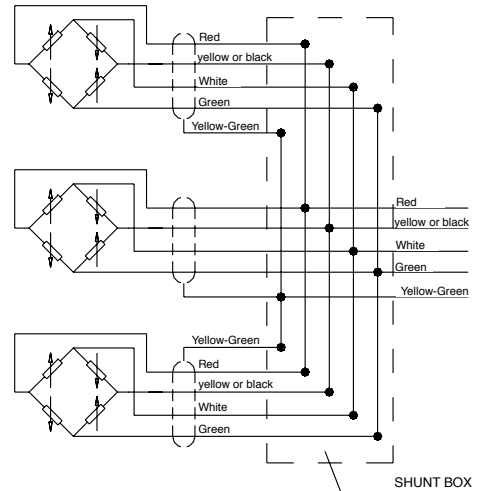 Red
yellow or black
White
Green
Yellow-Green
Red
yellow or black
White
Green
Yellow-Green
Yellow-Green
Red
yellow or black
White
Green
SHUNT BOX